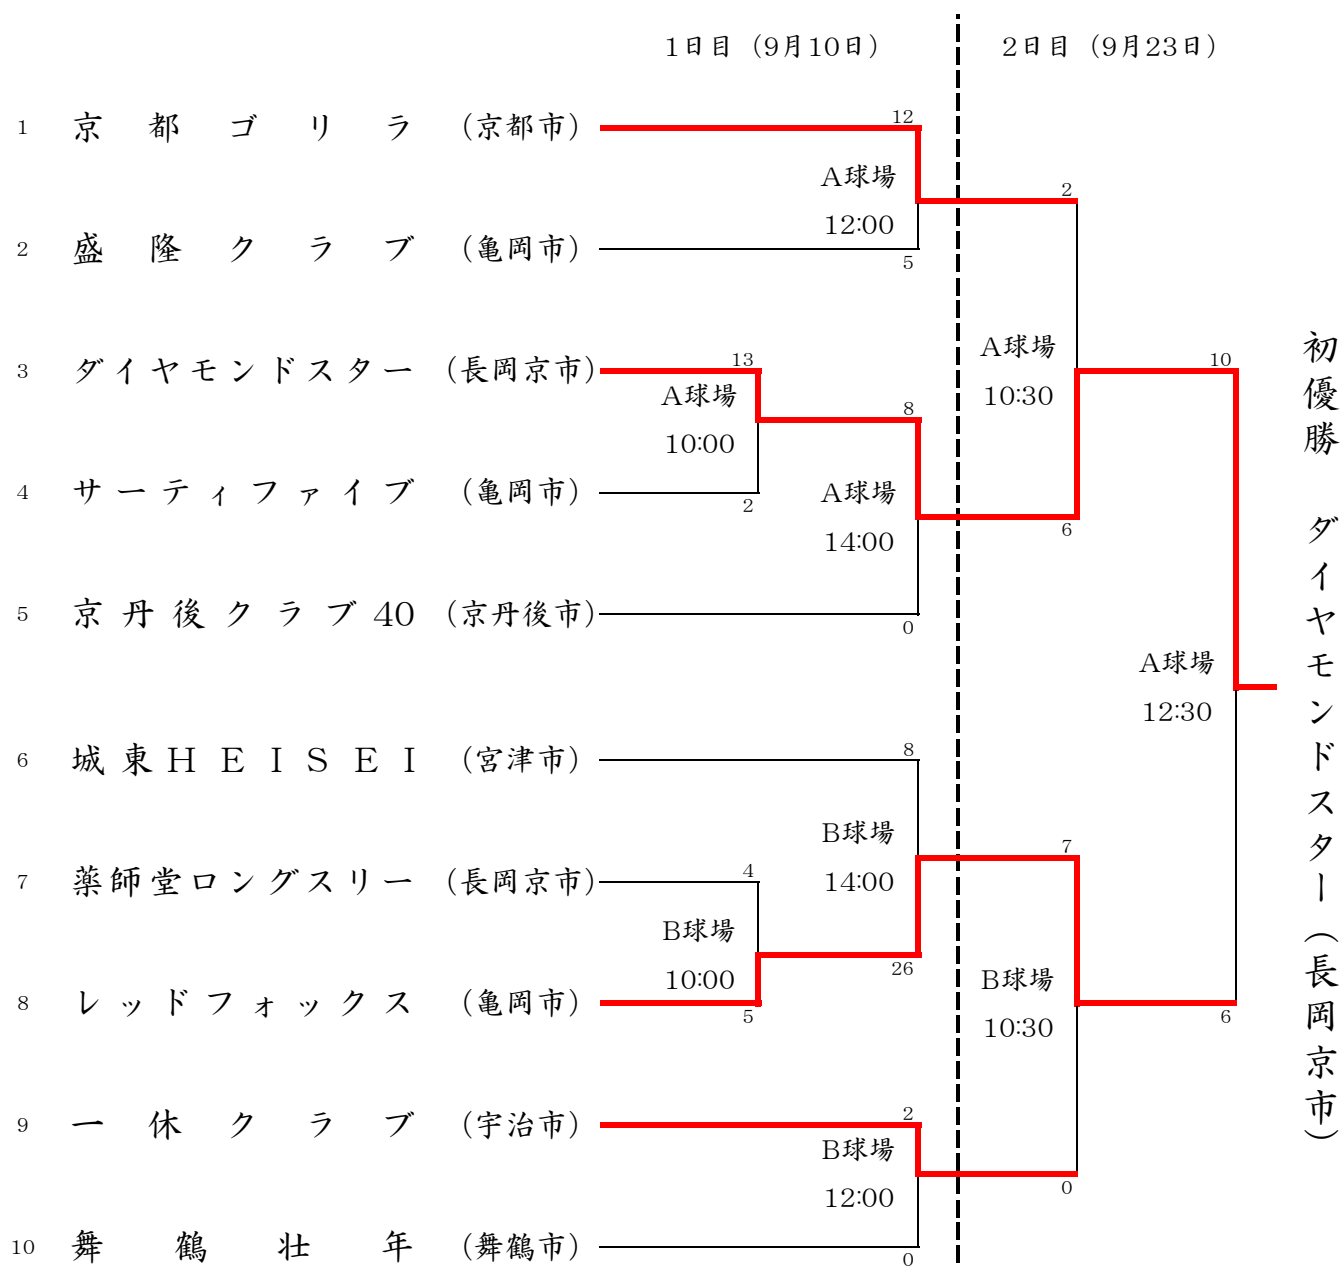 1日目（9月10日）
2日目（9月23日）
1 京都ゴリラ （京都市）
12
A球場
12:00
2
2 盛隆クラブ （亀岡市）
5
3 ダイヤモンドスター （長岡京市）
13
A球場
10:00
8
A球場
10:30
10
4 サーティファイブ （亀岡市）
2
A球場
14:00
6
5 京丹後クラブ40 （京丹後市）
0
A球場
12:30
6 城東HEISEI （宮津市）
8
B球場
14:00
7
7 薬師堂ロングスリー （長岡京市）
4
B球場
10:00
26
8 レッドフォックス （亀岡市）
5
B球場
10:30
6
9 一休クラブ （宇治市）
2
B球場
12:00
0
10 舞鶴壮年 （舞鶴市）
0
初優勝 ダイヤモンドスター（長岡京市）